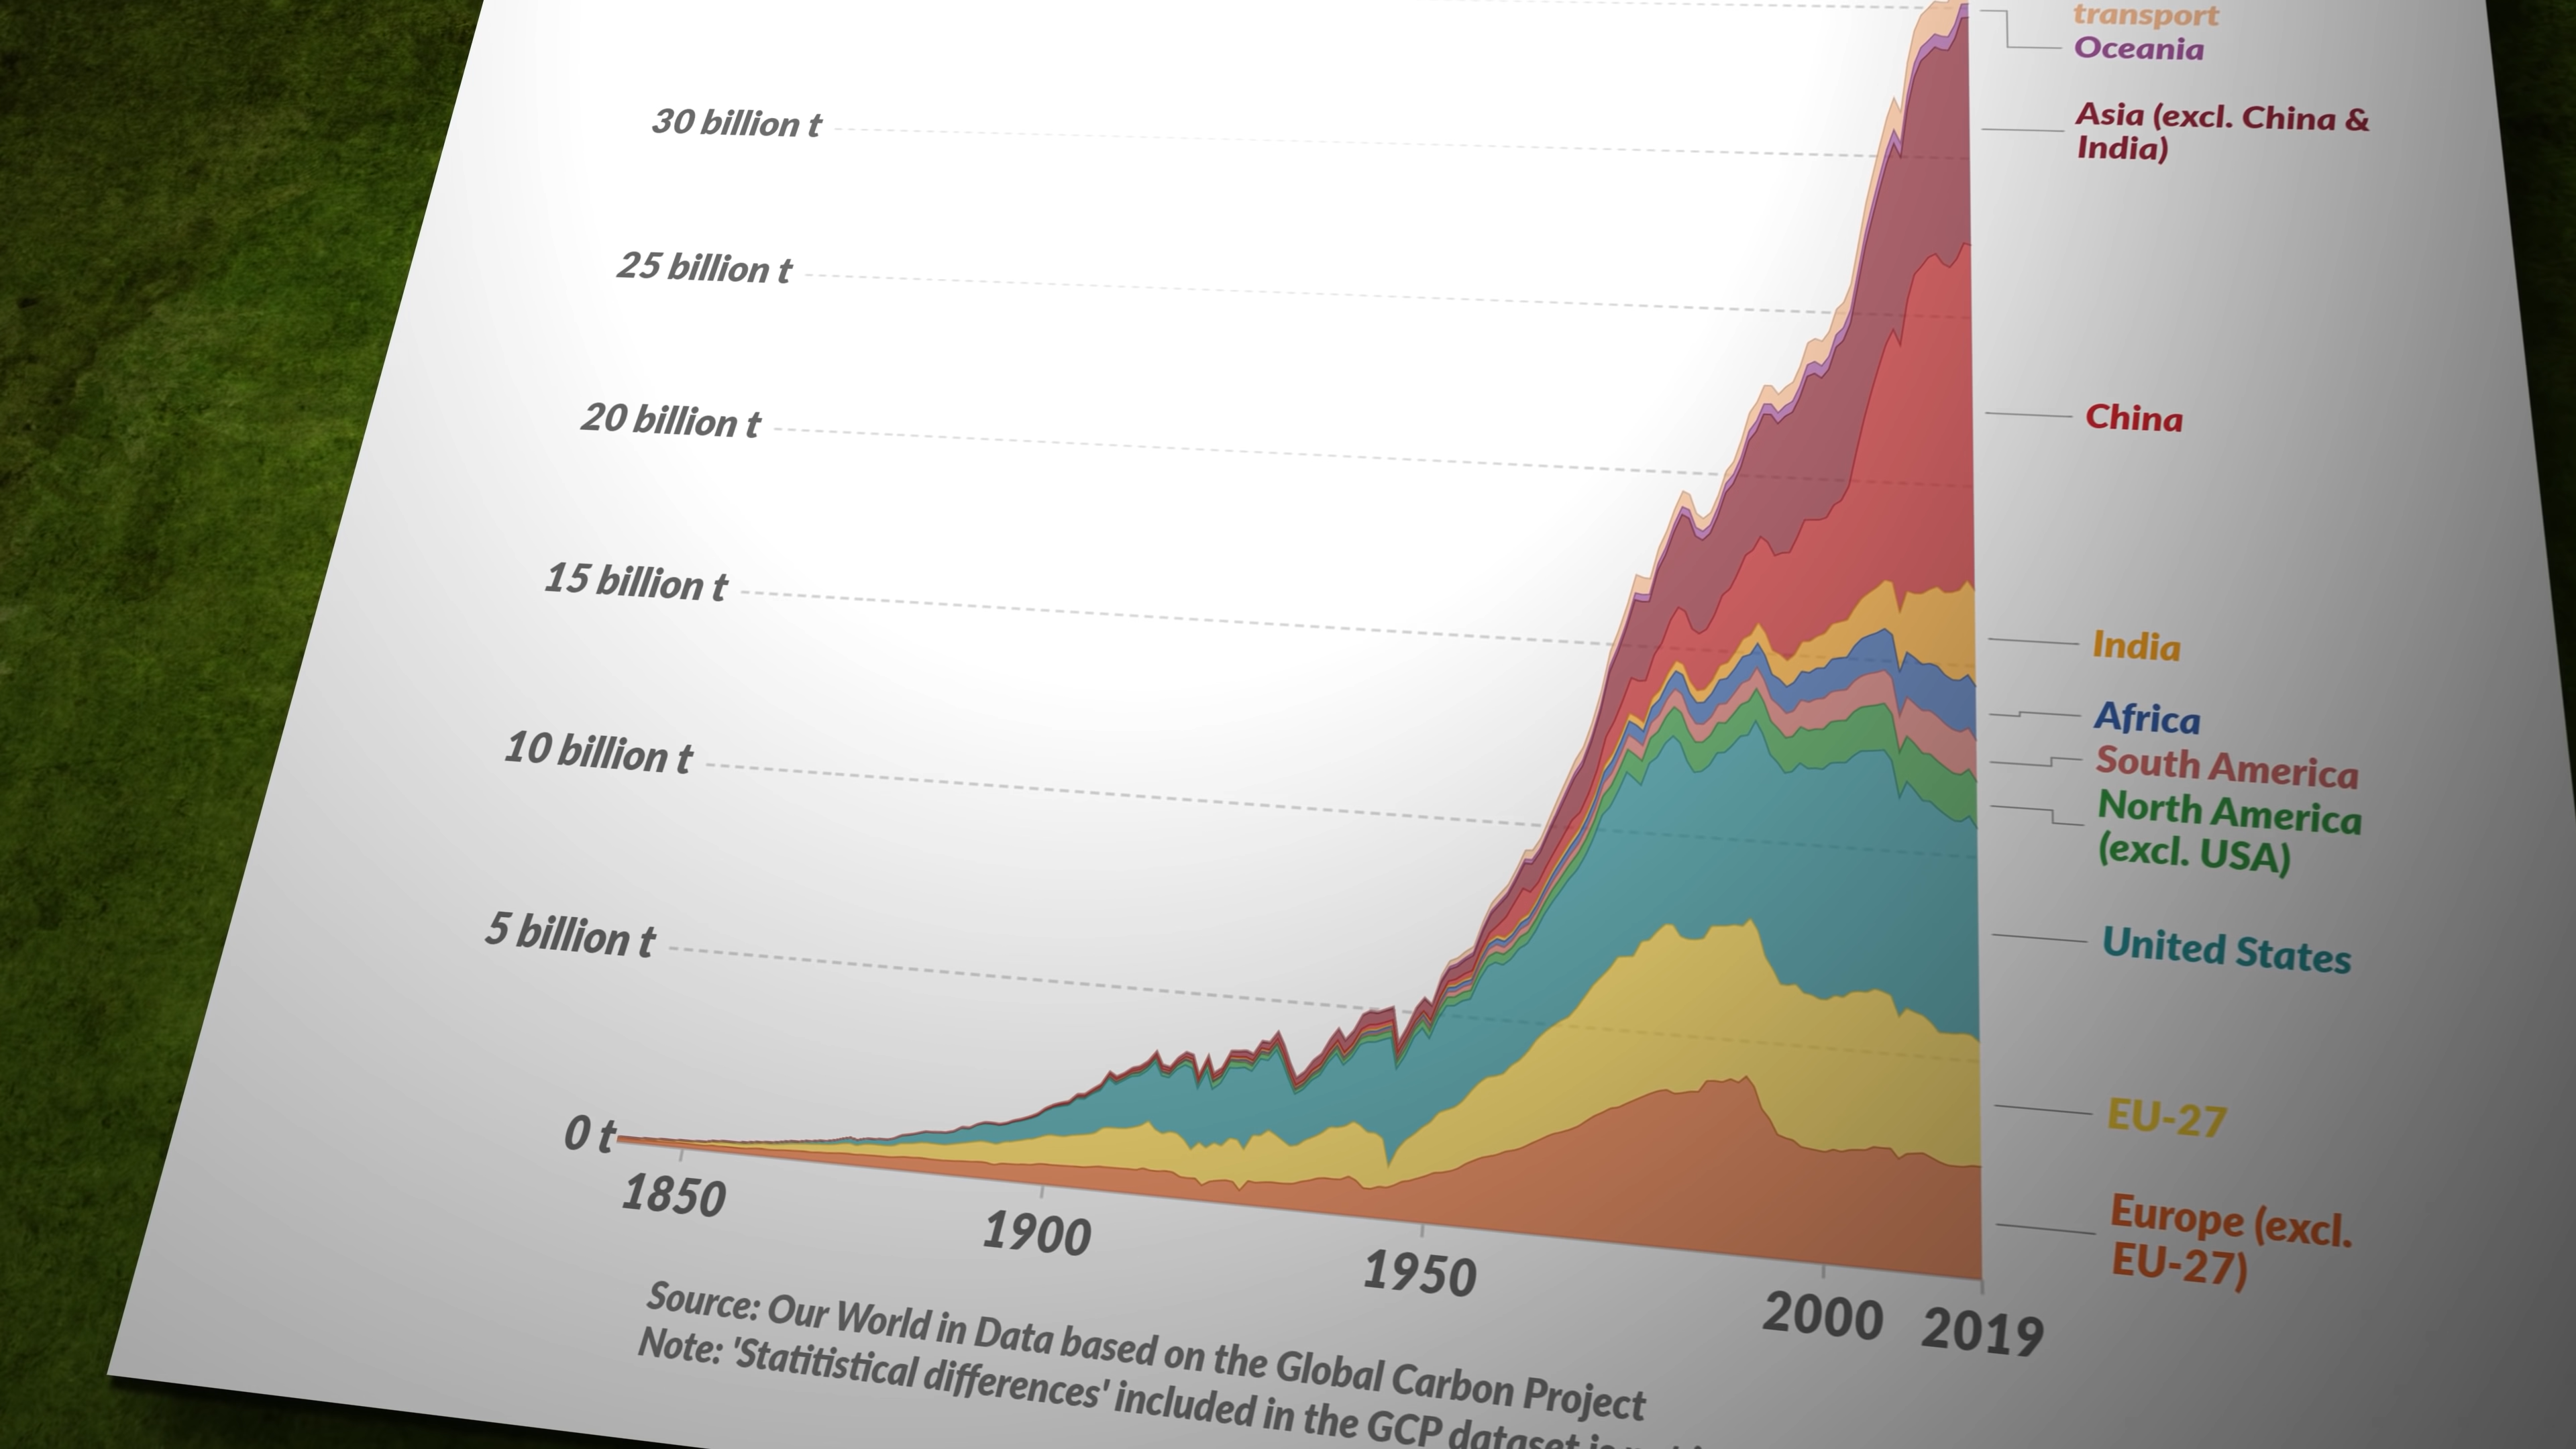 transport
Oceania
Asia (excl. China &
India)
30 billion t
25 billion t
20 billion t
China
15 billion t
India
10 billion t
Africa
South America
North America
(excl. USA)
5 billion t
United States
0 t
EU-27
Europe (excl.
EU-27)
1850
1900
1950
2000
2019
Source: Our World in Data based on the Global Carbon Project
Note: 'Statitistical differences' included in the GCP dataset